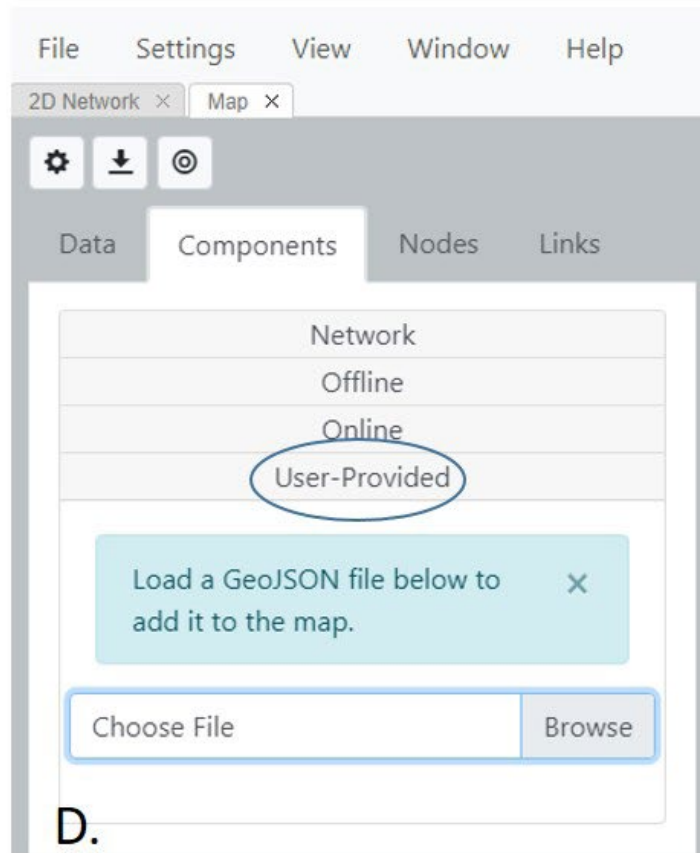 File Settings View Window Help
2D Network × Map ×
Data Components Nodes Links
Network
Offline
Online
User-Provided
Load a GeoJSON file below to ×
add it to the map.
Choose File Browse
D.